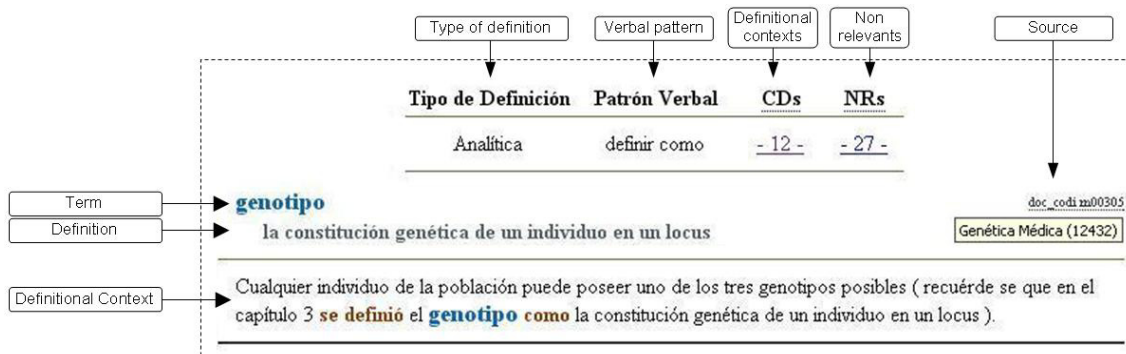 Type of definition Verbal pattern Definitional contexts Non relevants Source
Tipo de Definición Patrón Verbal CDs NRs
Analítica definir como - 12 - - 27 -
Term genotipo doc_codi m00305
Definition la constitución genética de un individuo en un locus Genética Médica (12432)
Definitional Context Cualquier individuo de la población puede poseer uno de los tres genotipos posibles ( recuérde se que en el
capítulo 3 se definió el genotipo como la constitución genética de un individuo en un locus ).